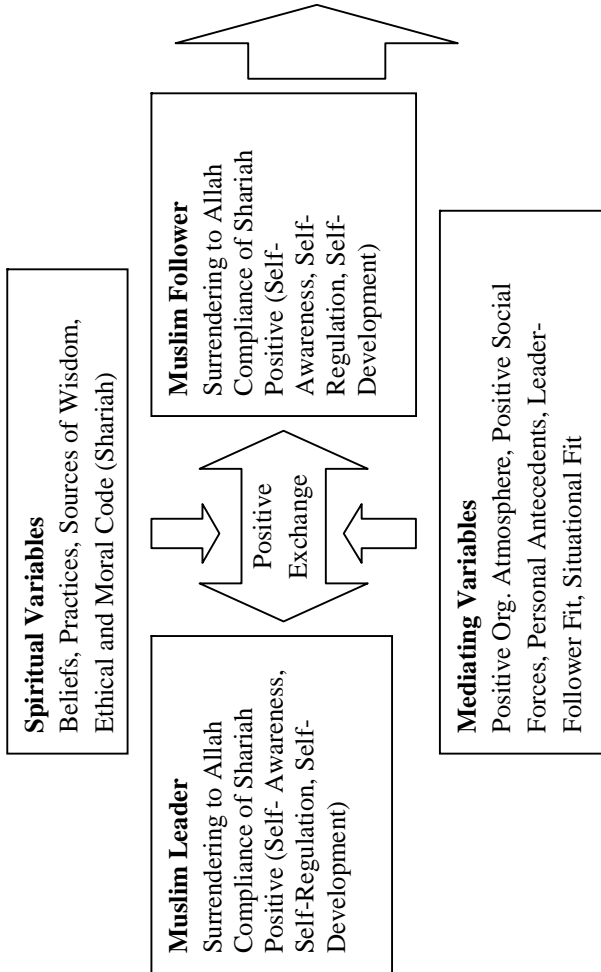 Spiritual Variables
Beliefs, Practices, Sources of Wisdom,
Ethical and Moral Code (Shariah)
Muslim Leader
Surrendering to Allah
Compliance of Shariah
Positive (Self- Awareness,
Self-Regulation, Self-
Development)
Positive
Exchange
Muslim Follower
Surrendering to Allah
Compliance of Shariah
Positive (Self-
Awareness, Self-
Regulation, Self-
Development)
Mediating Variables
Positive Org. Atmosphere, Positive Social
Forces, Personal Antecedents, Leader-
Follower Fit, Situational Fit